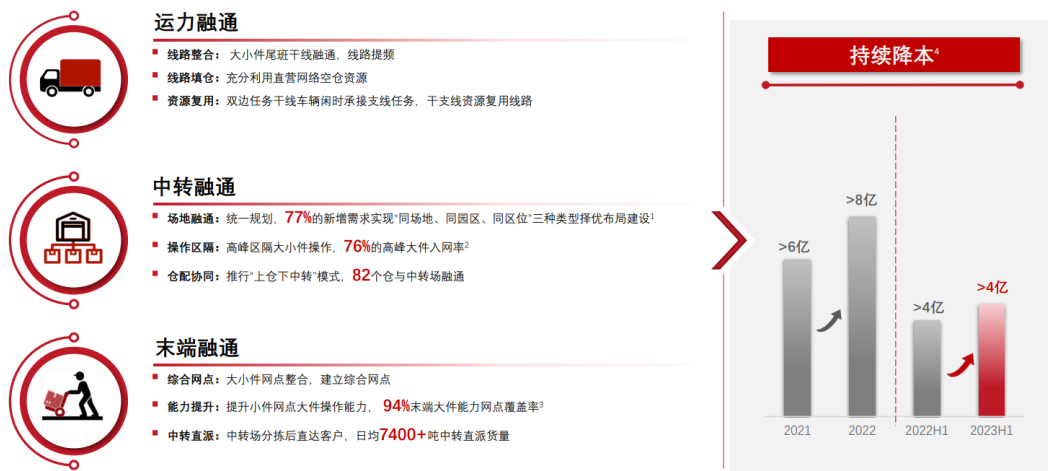 运力融通
线路整合：大小件尾班干线融通，线路提频
线路填仓：充分利用直营网络空仓资源
资源复用：双边任务干线车辆闲时承接支线任务，干支线资源复用线路
中转融通
场地融通：统一规划，77%的新增需求实现“同场地、同园区、同区位”三种类型择优布局建设1
操作区隔：高峰区隔大小件操作，76%的高峰大件入网率2
仓配协同：推行“上仓下中转”模式，82个仓与中转场融通
末端融通
综合网点：大小件网点整合，建立综合网点
能力提升：提升小件网点大件操作能力，94%末端大件能力网点覆盖率3
中转直派：中转场分拣后直达客户，日均7400+吨中转直派货量
持续降本4
>6亿
>8亿
>4亿
>4亿
2021
2022
2022H1
2023H1